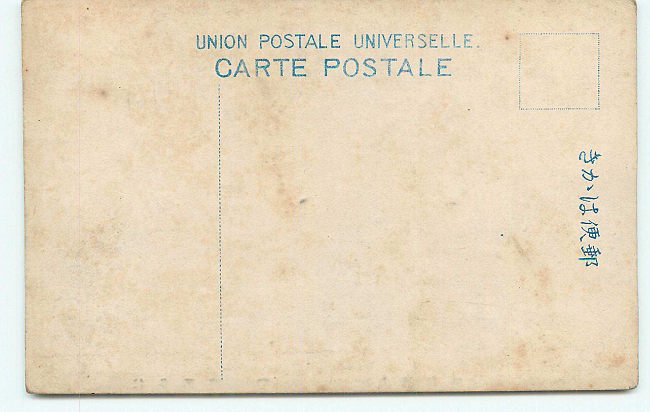 UNION POSTALE UNIVERSELLE.
CARTE POSTALE
郵便はかき